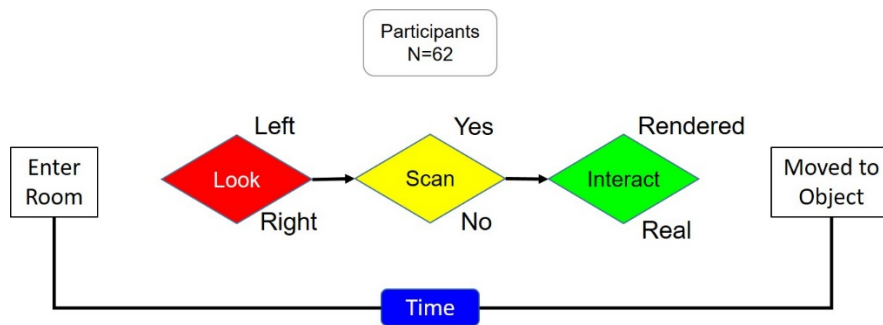 Participants
N=62
Left
Yes
Rendered
Enter
Room
Look
Scan
Interact
Moved to
Object
Right
No
Real
Time